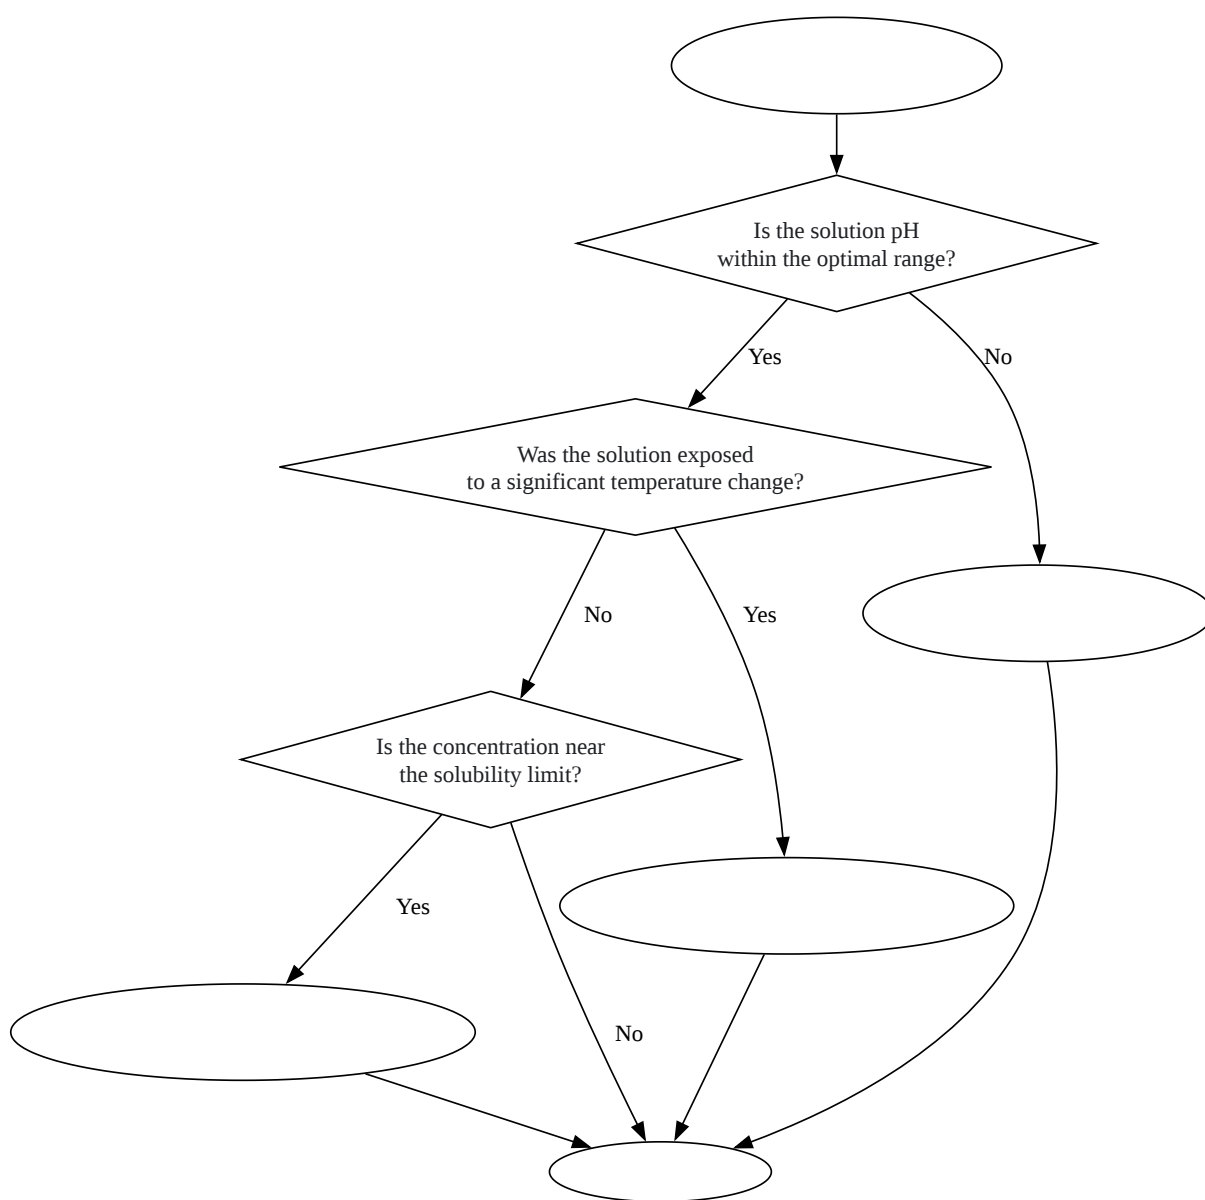 Is the solution pH
within the optimal range?
Yes
No
Was the solution exposed
to a significant temperature change?
No
Yes
Is the concentration near
the solubility limit?
Yes
No